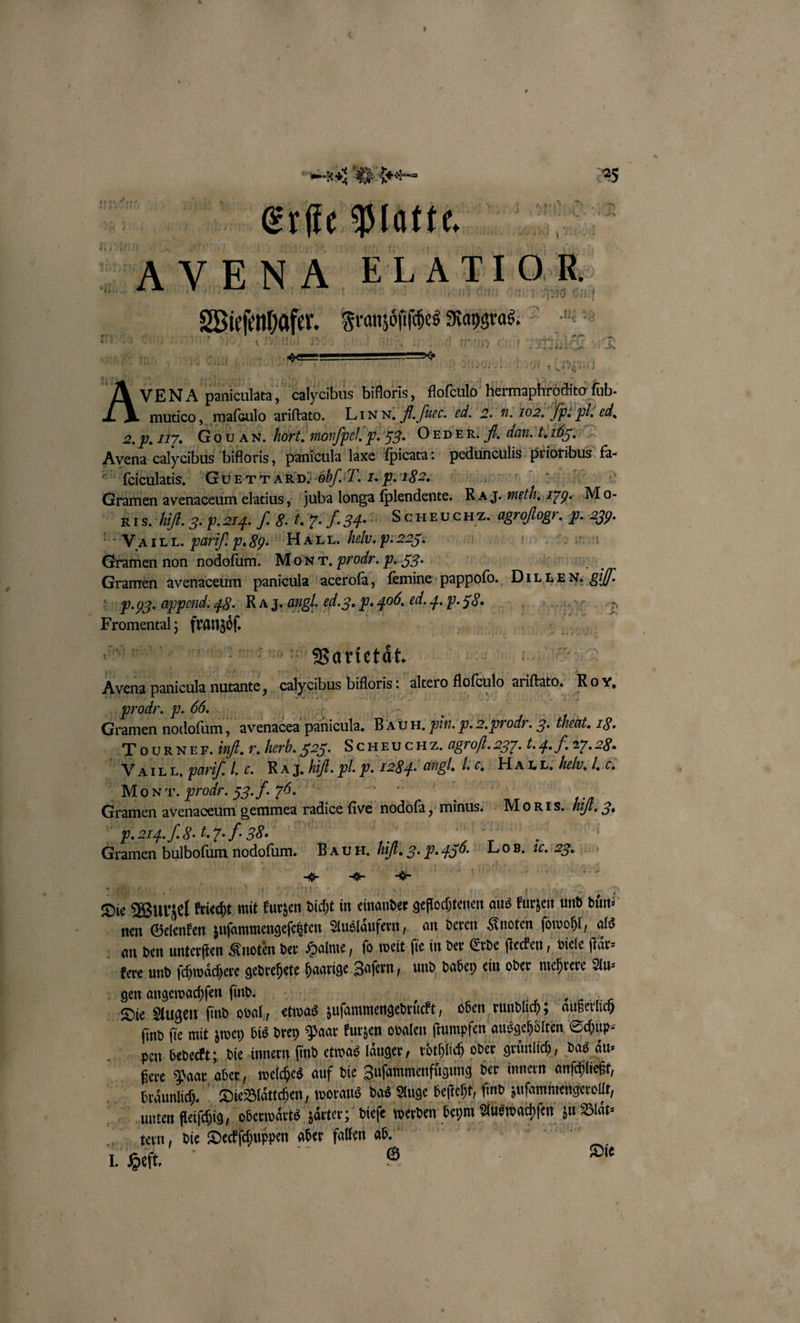 25
Erste Platte.
AVENA ELATIOR.
Wiesenhafer. Französisches Raygras.
AVENA paniculata, calycibus bifloris, flosculo hermaphrodito sub-
mutico, masculo aristato. LINN. fl. suec. ed. 2. n. 102. sp. pl. ed.
2. p. 117. GOUAN. hort. monspel. p. 53. OEDER. fl. dan. t. 165.
Avena calycibus bifloris, panicula laxe spicata: pedunculis prioribus fa-
sciculatis. GUETTARD. obs. T. 1. p. 182.
Gramen avenaceum elatius, juba longa splendente. RAJ. meth. 179. MO-
RIS. hist. 3. p. 214. s. 8. t. 7. f. 34. SCHEUCHZ. agrostogr. p. 239.
VAILL. paris. p. 89. HALL. helv. p. 225.
Gramen non nodosum. MONT. prodr. p. 53.
Gramen avenaceum panicula acerosa, semine papposo. DILLEN. giss.
p. 93. append. 48. RAJ. angl. ed. 3. p. 406. ed. 4. p. 58.
Fromental; französ.
Varietät.
Avena panicula nutante, calycibus bifloris: altero flosculo aristato. ROY.
prodr. p. 66.
Gramen nodosum, avenacea panicula. BAUH. pin. p. 2. prodr. 3. theat. 18.
TOURNEF. inst. r. herb. 525. SCHEUCHZ. agrost. 237. t. 4. f. 27. 28.
VAILL. paris. l. c. RAJ. hist. pl. p. 1284. angl. l. c. HALL. helv. l. c.
MONT. prodr. 53. f. 76.
Gramen avenaceum gemmea radice sive nodosa, minus. MORIS. hist. 3.
p. 214. s. 8. t. 7. f. 38.
Gramen bulbosum nodosum. BAUH. hist. 3. p. 456. LOB. ic. 23.
Die Wurzel kriecht mit kurzen dicht in einander geflochtenen aus kurzen und dün-
nen Gelenken zusammengesetzten Ausläufern, an deren Knoten sowohl, als
an den untersten Knoten der Halme, so weit sie in der Erde stecken, viele stär-
kere und schwächere gebrehete haarige Zasern, und dabey ein oder mehrere Au-
gen angewachsen sind.
Die Augen sind oval, etwas zusammengedrückt, oben rundlich; äußerlich
sind sie mit zwey bis drey Paar kurzen ovalen stumpfen ausgehölten Schup-
pen bedeckt; die innern sind etwas länger, röthlich oder grünlich, das äu-
ßere Paar aber, welches auf die Zusammenfügung der innern anschließt,
bräunlich. Die Blättchen, woraus das Auge besteht, sind zusammengerollt,
unten fleischig, oberwärts zärter; diese werden beym Auswachsen zu Blät-
tern, die Deckschuppen aber fallen ab.
I. Heft. G Die